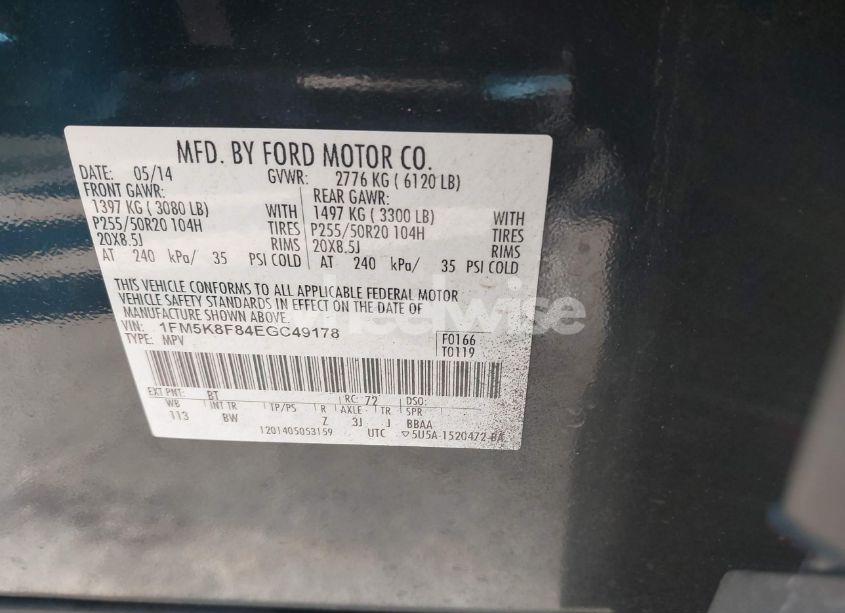 MFD. BY FORD MOTOR CO.
DATE: 05/14 GVWR: 2776 KG ( 6120 LB)
FRONT GAWR: REAR GAWR:
1397 KG ( 3080 LB) WITH 1497 KG ( 3300 LB) WITH
P255/50R20 104H TIRES P255/50R20 104H TIRES
20X8.5J RIMS 20X8.5J RIMS
AT 240 kPa/ 35 PSI COLD AT 240 kPa/ 35 PSI COLD
THIS VEHICLE CONFORMS TO ALL APPLICABLE FEDERAL MOTOR
VEHICLE SAFETY STANDARDS IN EFFECT ON THE DATE OF
MANUFACTURE SHOWN ABOVE.
VIN: 1FM5K8F84EGC49178 F0166
TYPE: MPV T0119
EXT PNT: BT RC: 72 DSO:
WB INT TR TP/PS R AXLE TR SPR
113 BW Z 3J J BBAA
1201405053159 UTC ▽5U5A-1520472-BA
wheelwise